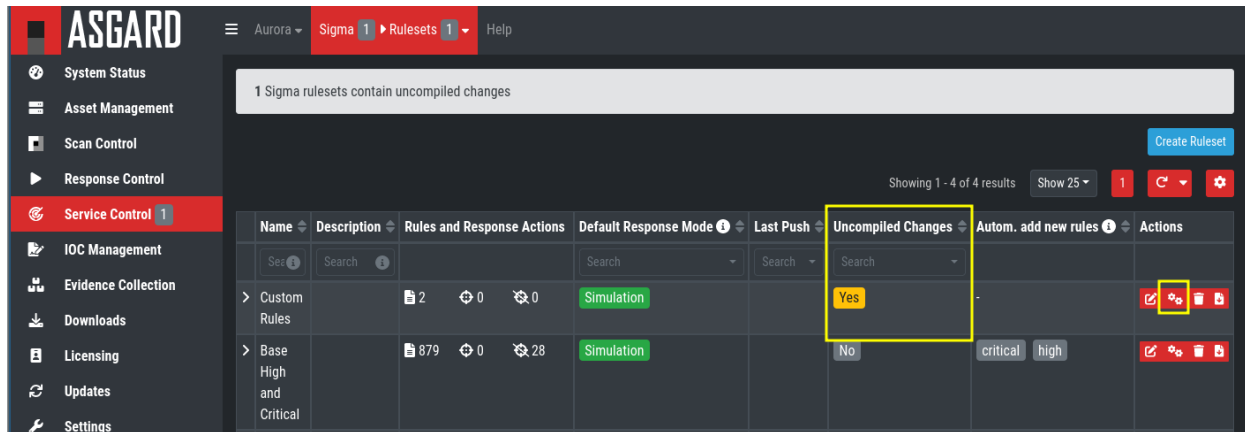 ASGARD
Aurora Sigma 1 Rulesets 1 Help
System Status
Asset Management
Scan Control
Response Control
Service Control 1
IOC Management
Evidence Collection
Downloads
Licensing
Updates
Settings
1 Sigma rulesets contain uncompiled changes
Create Ruleset
Showing 1 - 4 of 4 results Show 25 1
Name Description Rules and Response Actions Default Response Mode Last Push Uncompiled Changes Autom. add new rules Actions
Sea Search Search Search Search
Custom Rules 2 0 0 Simulation Yes -
Base High and Critical 879 0 28 Simulation No critical high